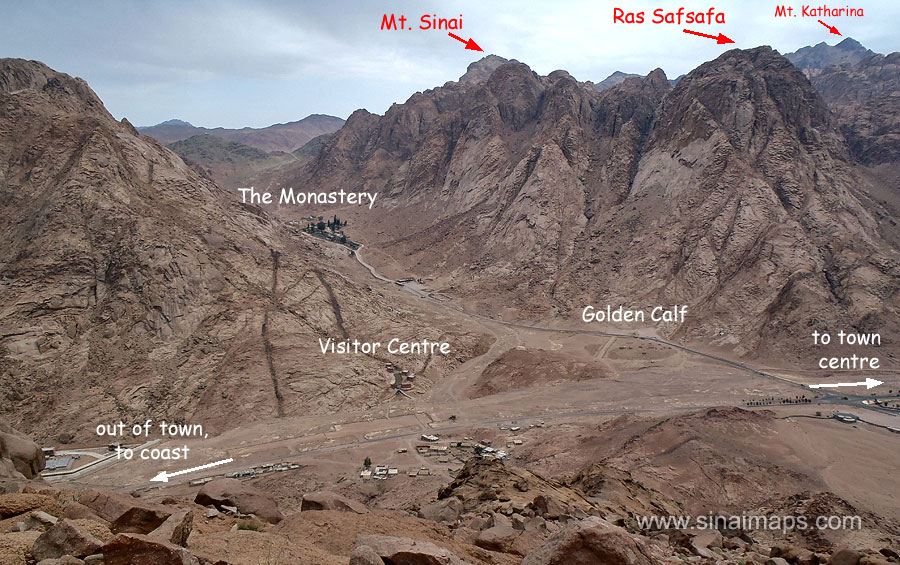 Mt. Sinai
Ras Safsafa
Mt. Katharina
The Monastery
Golden Calf
Visitor Centre
to town
centre
out of town,
to coast
www.sinaimaps.com